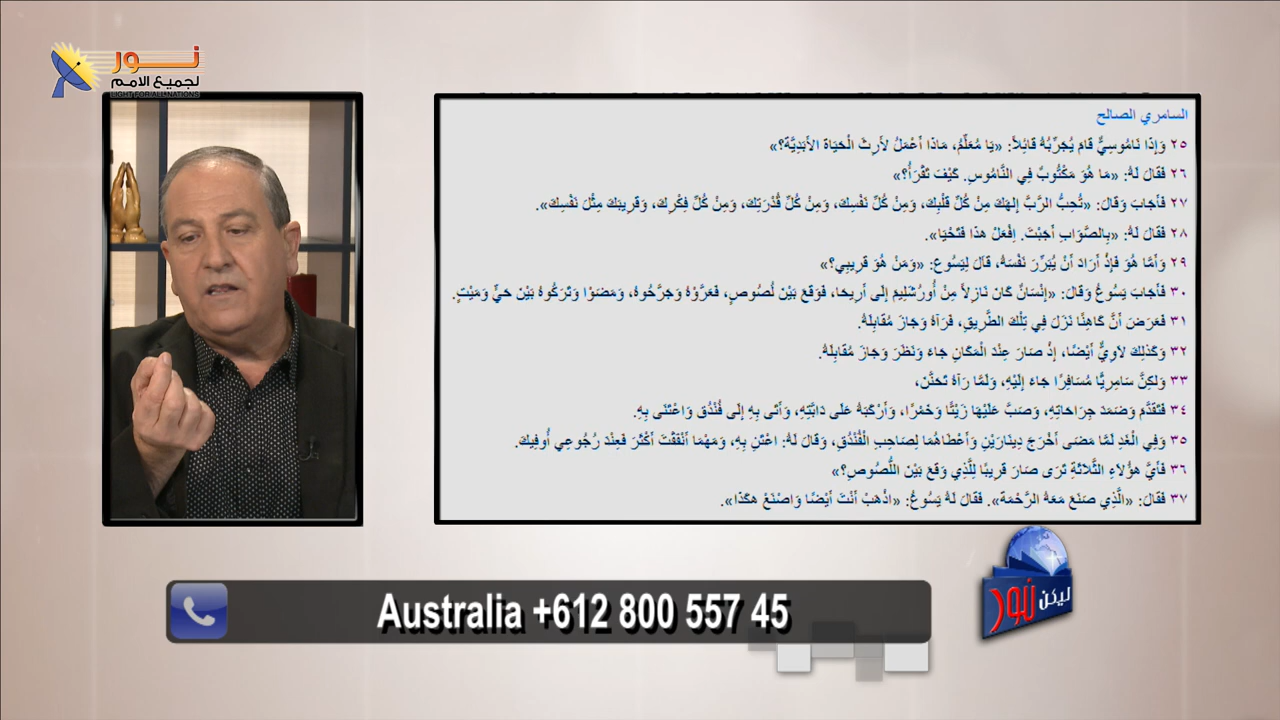 نـــور
لجميع الامم
LIGHT FOR ALL NATIONS
السامري الصالح
٢٥ وَإِذَا نَامُوسِيٌّ قَامَ يُجَرِّبُهُ قَائِلاً: «يَا مُعَلِّمُ، مَاذَا أَعْمَلُ لأَرِثَ الْحَيَاةَ الأَبَدِيَّةَ؟»
٢٦ فَقَالَ لَهُ: «مَا هُوَ مَكْتُوبٌ فِي النَّامُوسِ. كَيْفَ تَقْرَأُ؟»
٢٧ فَأَجَابَ وَقَالَ: «تُحِبُّ الرَّبَّ إِلهَكَ مِنْ كُلِّ قَلْبِكَ، وَمِنْ كُلِّ نَفْسِكَ، وَمِنْ كُلِّ قُدْرَتِكَ، وَمِنْ كُلِّ فِكْرِكَ، وَقَرِيبَكَ مِثْلَ نَفْسِكَ».
٢٨ فَقَالَ لَهُ: «بِالصَّوَابِ أَجَبْتَ. اِفْعَلْ هذَا فَتَحْيَا».
٢٩ وَأَمَّا هُوَ فَإِذْ أَرَادَ أَنْ يُبَرِّرَ نَفْسَهُ، قَالَ لِيَسُوعَ: «وَمَنْ هُوَ قَرِيبِي؟»
٣٠ فَأَجَابَ يَسُوعُ وَقَالَ: «إِنْسَانٌ كَانَ نَازِلاً مِنْ أُورُشَلِيمَ إِلَى أَرِيحَا، فَوَقَعَ بَيْنَ لُصُوصٍ، فَعَرَّوْهُ وَجَرَّحُوهُ، وَمَضَوْا وَتَرَكُوهُ بَيْنَ حَيٍّ وَمَيْتٍ.
٣١ فَعَرَضَ أَنَّ كَاهِنًا نَزَلَ فِي تِلْكَ الطَّرِيقِ، فَرَآهُ وَجَازَ مُقَابِلَهُ.
٣٢ وَكَذلِكَ لاَوِيٌّ أَيْضًا، إِذْ صَارَ عِنْدَ الْمَكَانِ جَاءَ وَنَظَرَ وَجَازَ مُقَابِلَهُ.
٣٣ وَلكِنَّ سَامِرِيًّا مُسَافِرًا جَاءَ إِلَيْهِ، وَلَمَّا رَآهُ تَحَنَّنَ،
٣٤ فَتَقَدَّمَ وَضَمَدَ جِرَاحَاتِهِ، وَصَبَّ عَلَيْهَا زَيْتًا وَخَمْرًا، وَأَرْكَبَهُ عَلَى دَابَّتِهِ، وَأَتَى بِهِ إِلَى فُنْدُق وَاعْتَنَى بِهِ.
٣٥ وَفِي الْغَدِ لَمَّا مَضَى أَخْرَجَ دِينَارَيْنِ وَأَعْطَاهُمَا لِصَاحِبِ الْفُنْدُقِ، وَقَالَ لَهُ: اعْتَنِ بِهِ، وَمَهْمَا أَنْفَقْتَ أَكْثَرَ فَعِنْدَ رُجُوعِي أُوفِيكَ.
٣٦ فَأَيَّ هؤُلاَءِ الثَّلاَثَةِ تَرَى صَارَ قَرِيبًا لِلَّذِي وَقَعَ بَيْنَ اللُّصُوصِ؟»
٣٧ فَقَالَ: «الَّذِي صَنَعَ مَعَهُ الرَّحْمَةَ». فَقَالَ لَهُ يَسُوعُ: «اذْهَبْ أَنْتَ أَيْضًا وَاصْنَعْ هكَذَا».
ليكن نور
Australia +612 800 557 45